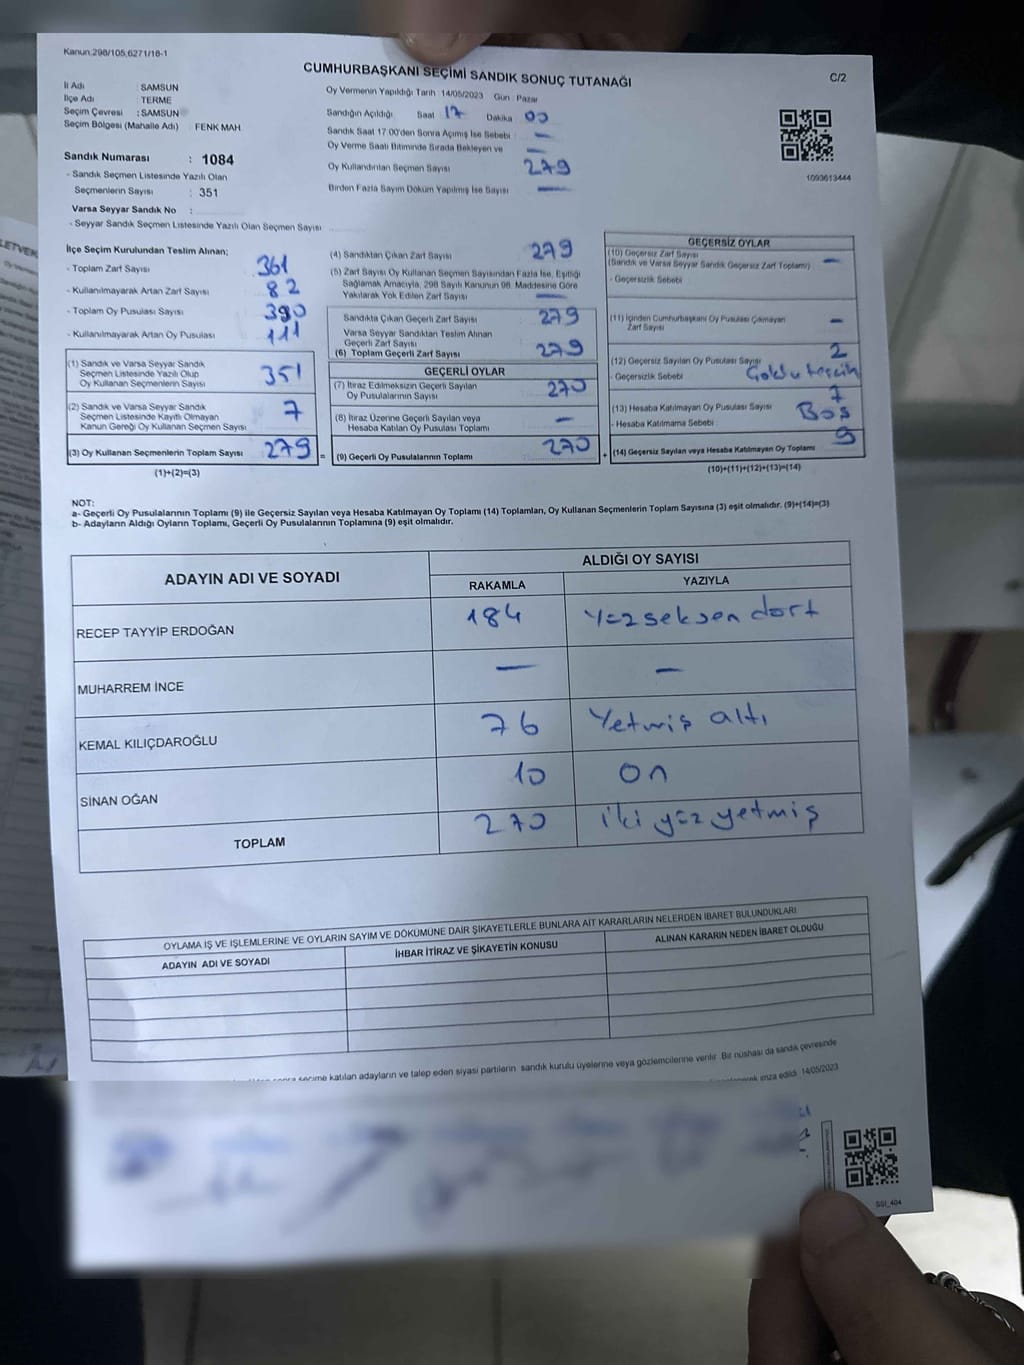 Kanun.298/105,6271/16-1
CUMHURBAŞKANI SEÇİMİ SANDIK SONUÇ TUTANAĞI
C/2
İl Adı SAMSUN
İlçe Adı TERME
Seçim Çevresi : SAMSUN
Seçim Bölgesi (Mahalle Adı) FENK MAH
Sandık Numarası : 1084
- Sandık Seçmen Listesinde Yazılı Olan
Seçmenlerin Sayısı : 351
Varsa Seyyar Sandık No :
- Seyyar Sandık Seçmen Listesinde Yazılı Olan Seçmen Sayısı
Oy Vermenin Yapıldığı Tarih 14/05/2023 Gün : Pazar
Sandığın Açıldığı Saat 17 Dakika 00
Sandık Saat 17.00'den Sonra Açımış İse Sebebi : —
Oy Verme Saati Bitiminde Sırada Bekleyen ve —
Oy Kullandırılan Seçmen Sayısı 279
Birden Fazla Sayım Döküm Yapılmış İse Sayısı —
1093613444
İlçe Seçim Kurulundan Teslim Alınan;
- Toplam Zarf Sayısı 361
- Kullanılmayarak Artan Zarf Sayısı 82
- Toplam Oy Pusulası Sayısı 390
- Kullanılmayarak Artan Oy Pusulası 111
(1) Sandık ve Varsa Seyyar Sandık
Seçmen Listesinde Yazılı Olup
Oy Kullanan Seçmenlerin Sayısı 351
(2) Sandık ve Varsa Seyyar Sandık
Seçmen Listesinde Kayıtlı Olmayan
Kanun Gereği Oy Kullanan Seçmen Sayısı 7
(3) Oy Kullanan Seçmenlerin Toplam Sayısı 279 =
(1)+(2)=(3)
(4) Sandıktan Çıkan Zarf Sayısı 279
(5) Zarf Sayısı Oy Kullanan Seçmen Sayısından Fazla İse, Eşitliği
Sağlamak Amacıyla, 298 Sayılı Kanunun 98. Maddesine Göre
Yakılarak Yok Edilen Zarf Sayısı —
Sandıkta Çıkan Geçerli Zarf Sayısı 279
Varsa Seyyar Sandıktan Teslim Alınan
Geçerli Zarf Sayısı
(6) Toplam Geçerli Zarf Sayısı 279
GEÇERLİ OYLAR
(7) İtiraz Edilmeksizin Geçerli Sayılan
Oy Pusulalarının Sayısı 270
(8) İtiraz Üzerine Geçerli Sayılan veya
Hesaba Katılan Oy Pusulası Toplamı —
(9) Geçerli Oy Pusulalarının Toplamı 270 +
GEÇERSİZ OYLAR
(10) Geçersiz Zarf Sayısı
(Sandık ve Varsa Seyyar Sandık Geçersiz Zarf Toplamı) —
- Geçersizlik Sebebi
(11) İçinden Cumhurbaşkanı Oy Pusulası Çıkmayan
Zarf Sayısı —
(12) Geçersiz Sayılan Oy Pusulası Sayısı 2
- Geçersizlik Sebebi
(13) Hesaba Katılmayan Oy Pusulası Sayısı 7
- Hesaba Katılmama Sebebi Boş
(14) Geçersiz Sayılan veya Hesaba Katılmayan Oy Toplamı 9
(10)+(11)+(12)+(13)=(14)
NOT:
a- Geçerli Oy Pusulalarının Toplamı (9) ile Geçersiz Sayılan veya Hesaba Katılmayan Oy Toplamı (14) Toplamları, Oy Kullanan Seçmenlerin Toplam Sayısına (3) eşit olmalıdır. (9)+(14)=(3)
b- Adayların Aldığı Oyların Toplamı, Geçerli Oy Pusulalarının Toplamına (9) eşit olmalıdır.
ADAYIN ADI VE SOYADI
ALDIĞI OY SAYISI
RAKAMLA YAZIYLA
RECEP TAYYİP ERDOĞAN 184 Yüz seksen dört
MUHARREM İNCE — —
KEMAL KILIÇDAROĞLU 76 Yetmiş altı
SİNAN OĞAN 10 On
TOPLAM 270 iki yüz yetmiş
OYLAMA İŞ VE İŞLEMLERİNE VE OYLARIN SAYIM VE DÖKÜMÜNE DAİR ŞİKAYETLERLE BUNLARA AİT KARARLARIN NELERDEN İBARET BULUNDUKLARI
ADAYIN ADI VE SOYADI İHBAR İTİRAZ VE ŞİKAYETİN KONUSU ALINAN KARARIN NEDEN İBARET OLDUĞU
sonra seçime katılan adayların ve talep eden siyasi partilerin sandık kurulu üyelerine veya gözlemcilerine verilir. Bir nüshası da sandık çevresinde
imza edildi. 14/05/2023
SSI_404